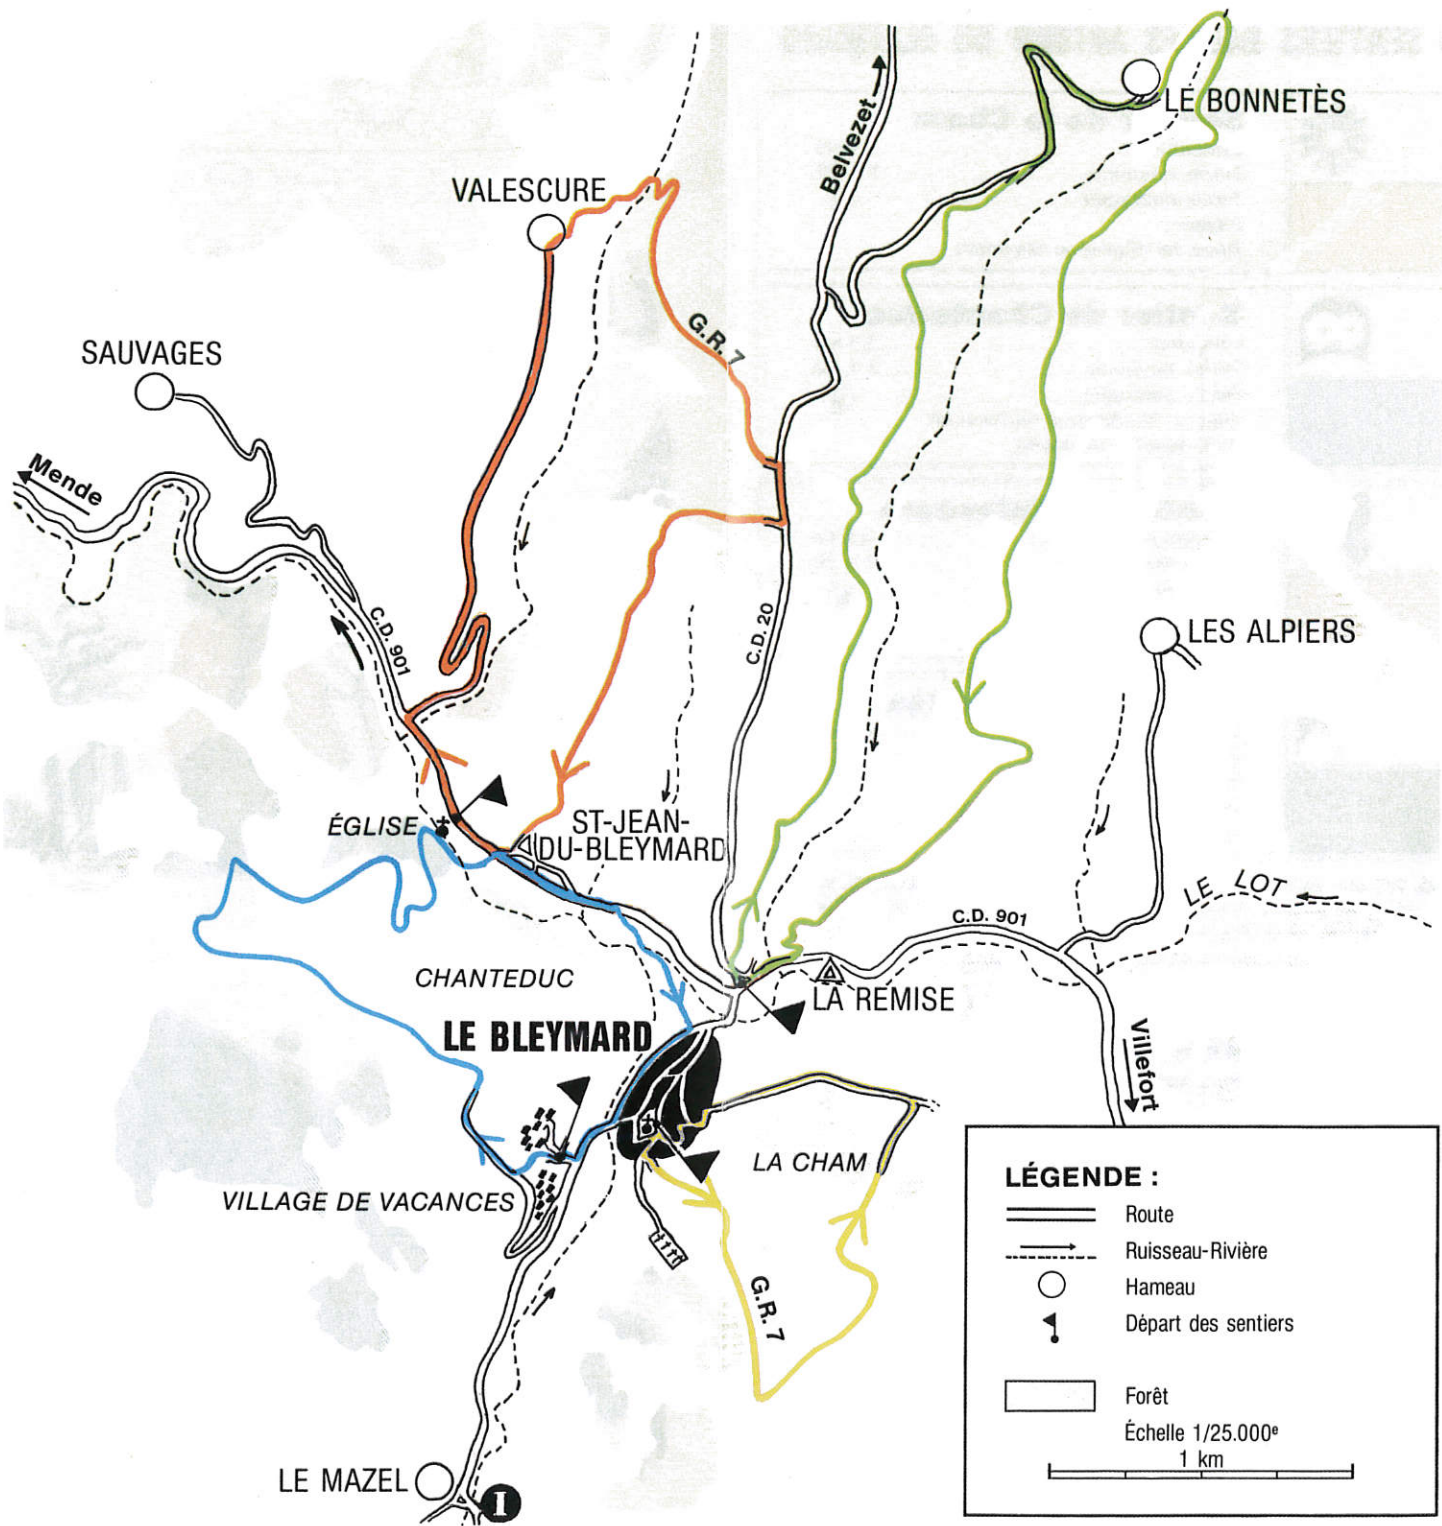 LE BONNETÈS
Belvezet
VALESCURE
G.R. 7
SAUVAGES
Mende
C.D. 901
C.D. 20
LES ALPIERS
ÉGLISE
ST-JEAN-
DU-BLEYMARD
LE LOT
C.D. 901
CHANTEDUC
LA REMISE
LE BLEYMARD
Villefort
LA CHAM
VILLAGE DE VACANCES
G.R. 7
LE MAZEL
I
LÉGENDE :
Route
Ruisseau-Rivière
Hameau
Départ des sentiers
Forêt
Échelle 1/25.000e
1 km